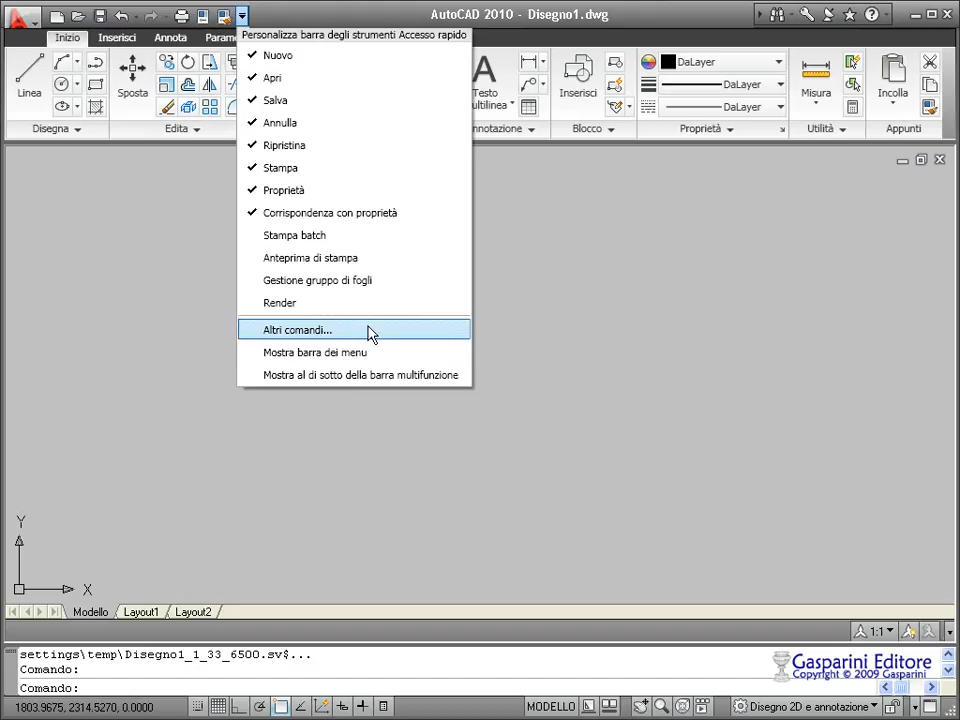 AutoCAD 2010 - Disegno1.dwg
Inizio
Inserisci
Annota
Param
Personalizza barra degli strumenti Accesso rapido
Nuovo
Apri
Salva
Annulla
Ripristina
Stampa
Proprietà
Corrispondenza con proprietà
Stampa batch
Anteprima di stampa
Gestione gruppo di fogli
Render
Altri comandi...
Mostra barra dei menu
Mostra al di sotto della barra multifunzione
Linea
Sposta
Disegna
Edita
A
Testo
ultilinea
nnotazione
Inserisci
Blocco
DaLayer
DaLayer
DaLayer
Proprietà
Misura
Utilità
Incolla
Appunti
Y
X
Modello
Layout1
Layout2
1:1
settings\temp\Disegno1_1_33_6500.sv$...
Comando:
Comando:
Gasparini Editore
Copyright © 2009 Gasparini
1803.9675, 2314.5270, 0.0000
MODELLO
Disegno 2D e annotazione